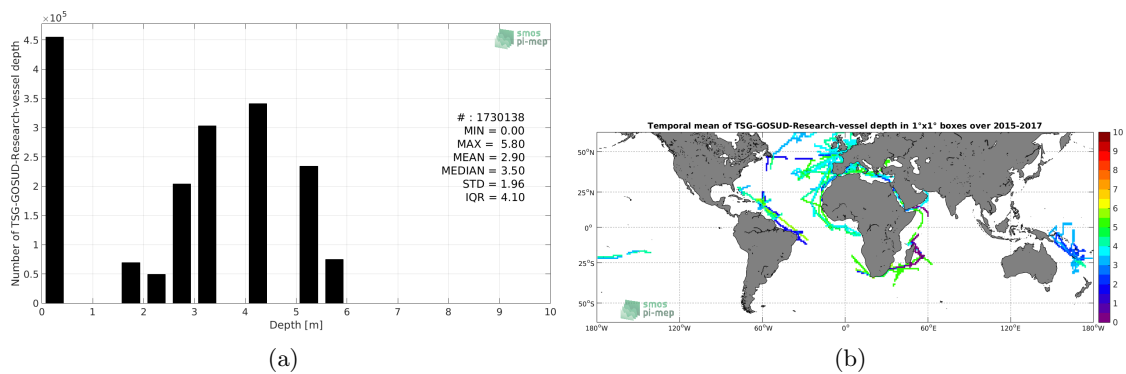 ×10⁵
4.5
4
3.5
3
2.5
2
1.5
1
0.5
0
Number of TSG-GOSUD-Research-vessel depth
0 1 2 3 4 5 6 7 8 9 10
Depth [m]
smos
pi-mep
# : 1730138
MIN = 0.00
MAX = 5.80
MEAN = 2.90
MEDIAN = 3.50
STD = 1.96
IQR = 4.10
(a)
Temporal mean of TSG-GOSUD-Research-vessel depth in 1°x1° boxes over 2015-2017
50°N
25°N
0°
25°S
50°S
180°W 120°W 60°W 0° 60°E 120°E 180°W
smos
pi-mep
10
9
8
7
6
5
4
3
2
1
0
(b)